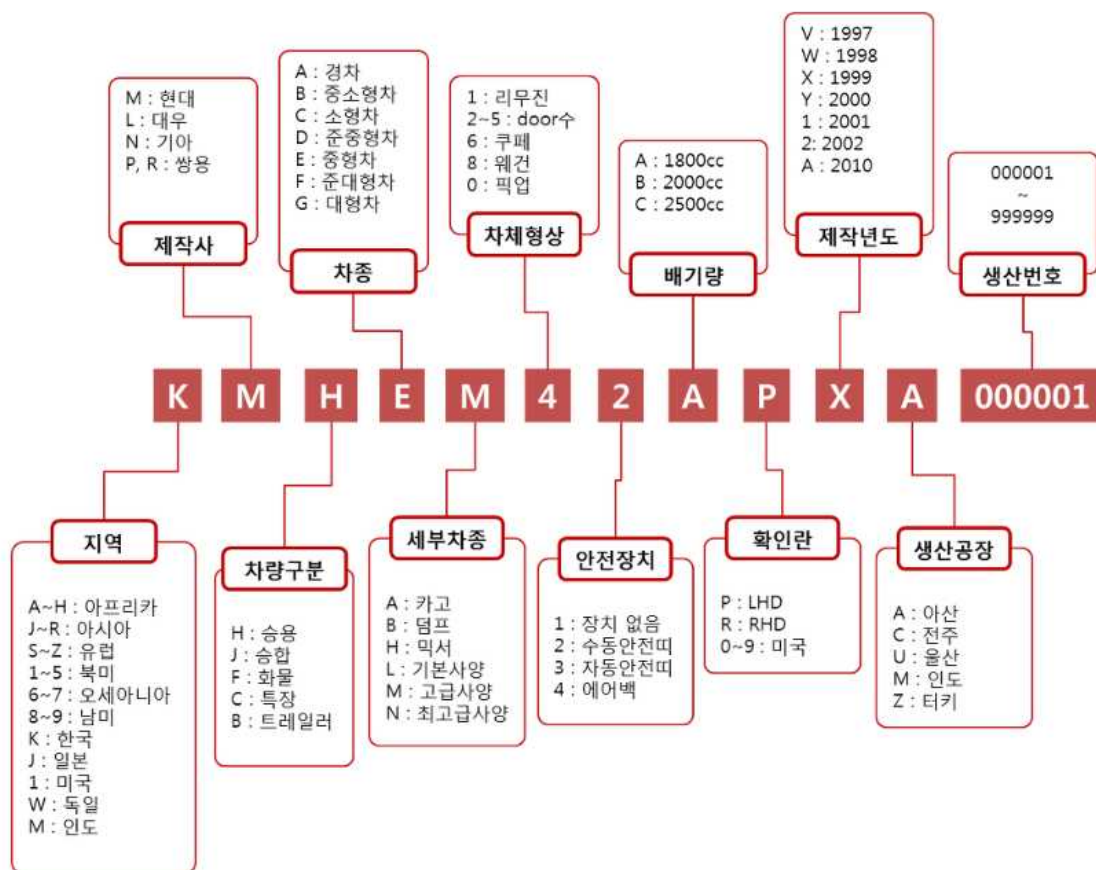 M : 현대
L : 대우
N : 기아
P, R : 쌍용
제작사
A : 경차
B : 중소형차
C : 소형차
D : 준중형차
E : 중형차
F : 준대형차
G : 대형차
차종
1 : 리무진
2~5 : door수
6 : 쿠페
8 : 웨건
0 : 픽업
차체형상
A : 1800cc
B : 2000cc
C : 2500cc
배기량
V : 1997
W : 1998
X : 1999
Y : 2000
1 : 2001
2: 2002
A : 2010
제작년도
000001
~
999999
생산번호
K M H E M 4 2 A P X A 000001
지역
A~H : 아프리카
J~R : 아시아
S~Z : 유럽
1~5 : 북미
6~7 : 오세아니아
8~9 : 남미
K : 한국
J : 일본
1 : 미국
W : 독일
M : 인도
차량구분
H : 승용
J : 승합
F : 화물
C : 특장
B : 트레일러
세부차종
A : 카고
B : 덤프
H : 믹서
L : 기본사양
M : 고급사양
N : 최고급사양
안전장치
1 : 장치 없음
2 : 수동안전띠
3 : 자동안전띠
4 : 에어백
확인란
P : LHD
R : RHD
0~9 : 미국
생산공장
A : 아산
C : 전주
U : 울산
M : 인도
Z : 터키